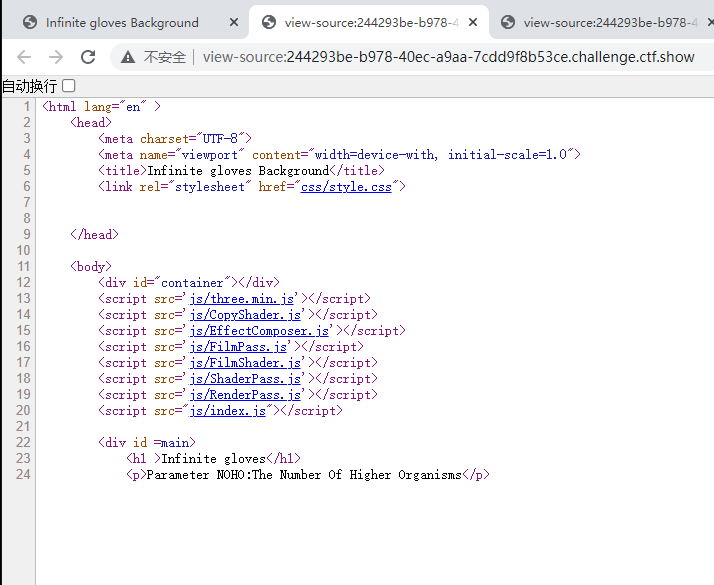 Infinite gloves Background
view-source:244293be-b978-4
view-source:244293be-b978-4
不安全 view-source:244293be-b978-40ec-a9aa-7cdd9f8b53ce.challenge.ctf.show
自动换行
1 <html lang="en" >
2 <head>
3 <meta charset="UTF-8">
4 <meta name="viewport" content="width=device-with, initial-scale=1.0">
5 <title>Infinite gloves Background</title>
6 <link rel="stylesheet" href="css/style.css">
7
8
9 </head>
10
11 <body>
12 <div id="container"></div>
13 <script src='js/three.min.js'></script>
14 <script src='js/CopyShader.js'></script>
15 <script src='js/EffectComposer.js'></script>
16 <script src='js/FilmPass.js'></script>
17 <script src='js/FilmShader.js'></script>
18 <script src='js/ShaderPass.js'></script>
19 <script src='js/RenderPass.js'></script>
20 <script src="js/index.js"></script>
21
22 <div id =main>
23 <h1 >Infinite gloves</h1>
24 <p>Parameter NOHO:The Number Of Higher Organisms</p>